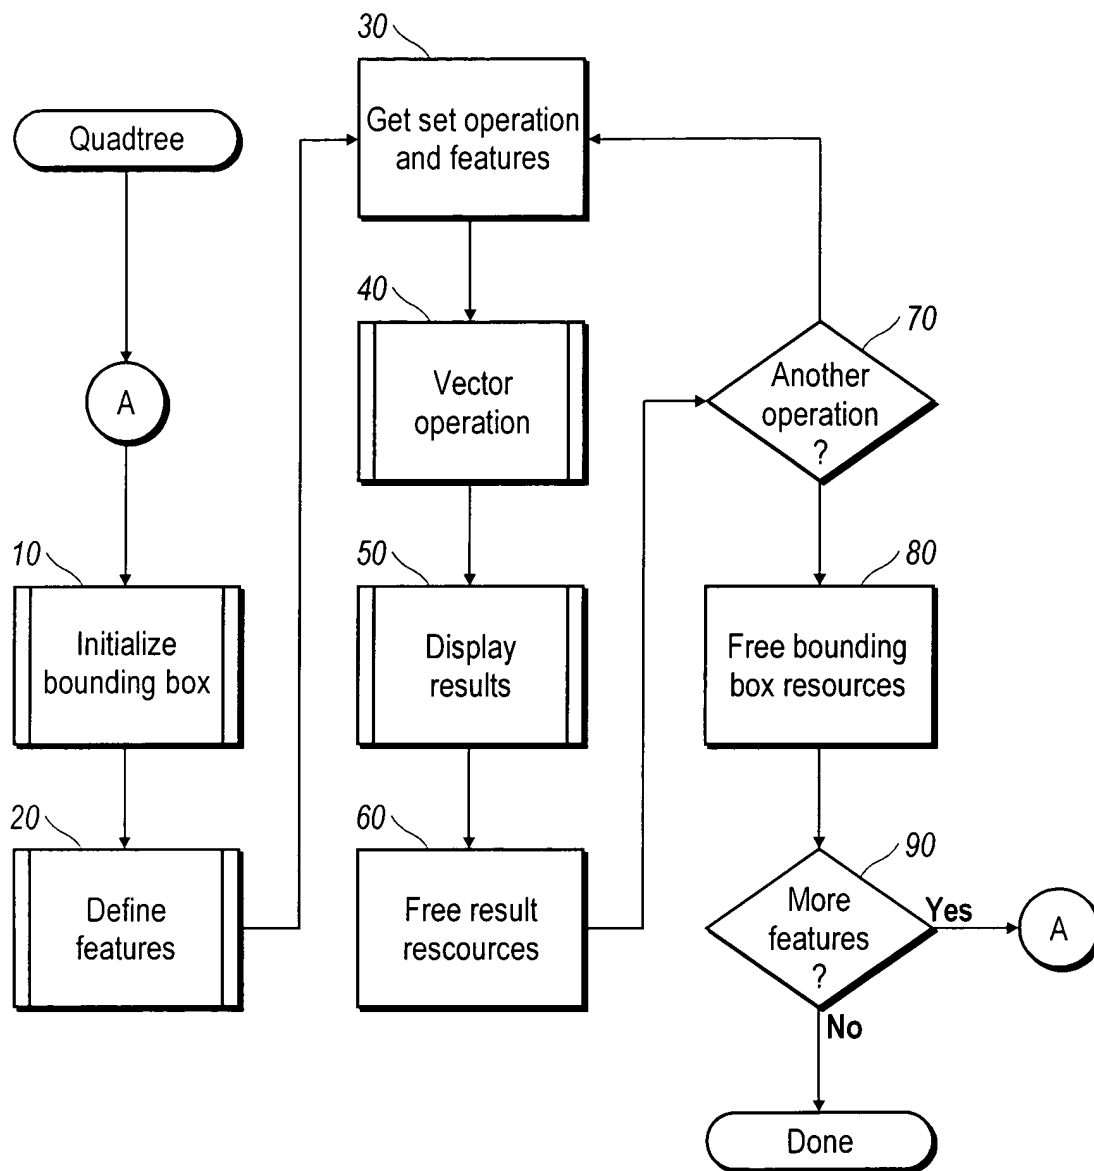 Quadtree
A
10
Initialize
bounding box
20
Define
features
30
Get set operation
and features
40
Vector
operation
50
Display
results
60
Free result
rescources
70
Another
operation
?
80
Free bounding
box resources
90
More
features
?
Yes
A
No
Done